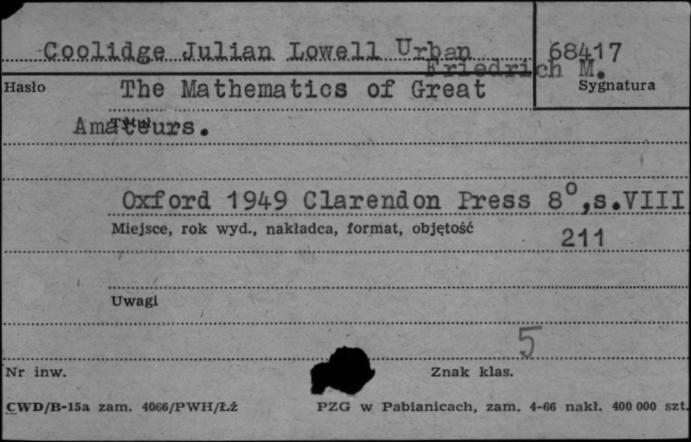 Coolidge Julian Lowell Urban 68417
Friedrich M.
Hasło The Mathematics of Great Sygnatura
Tytuł
Amateurs.
Oxford 1949 Clarendon Press 8°,s.VIII
Miejsce, rok wyd., nakładca, format, objętość 211
Uwagi
5
Nr inw. Znak klas.
CWD/B-15a zam. 4066/PWH/Łź PZG w Pabianicach, zam. 4-66 nakł. 400 000 szt.